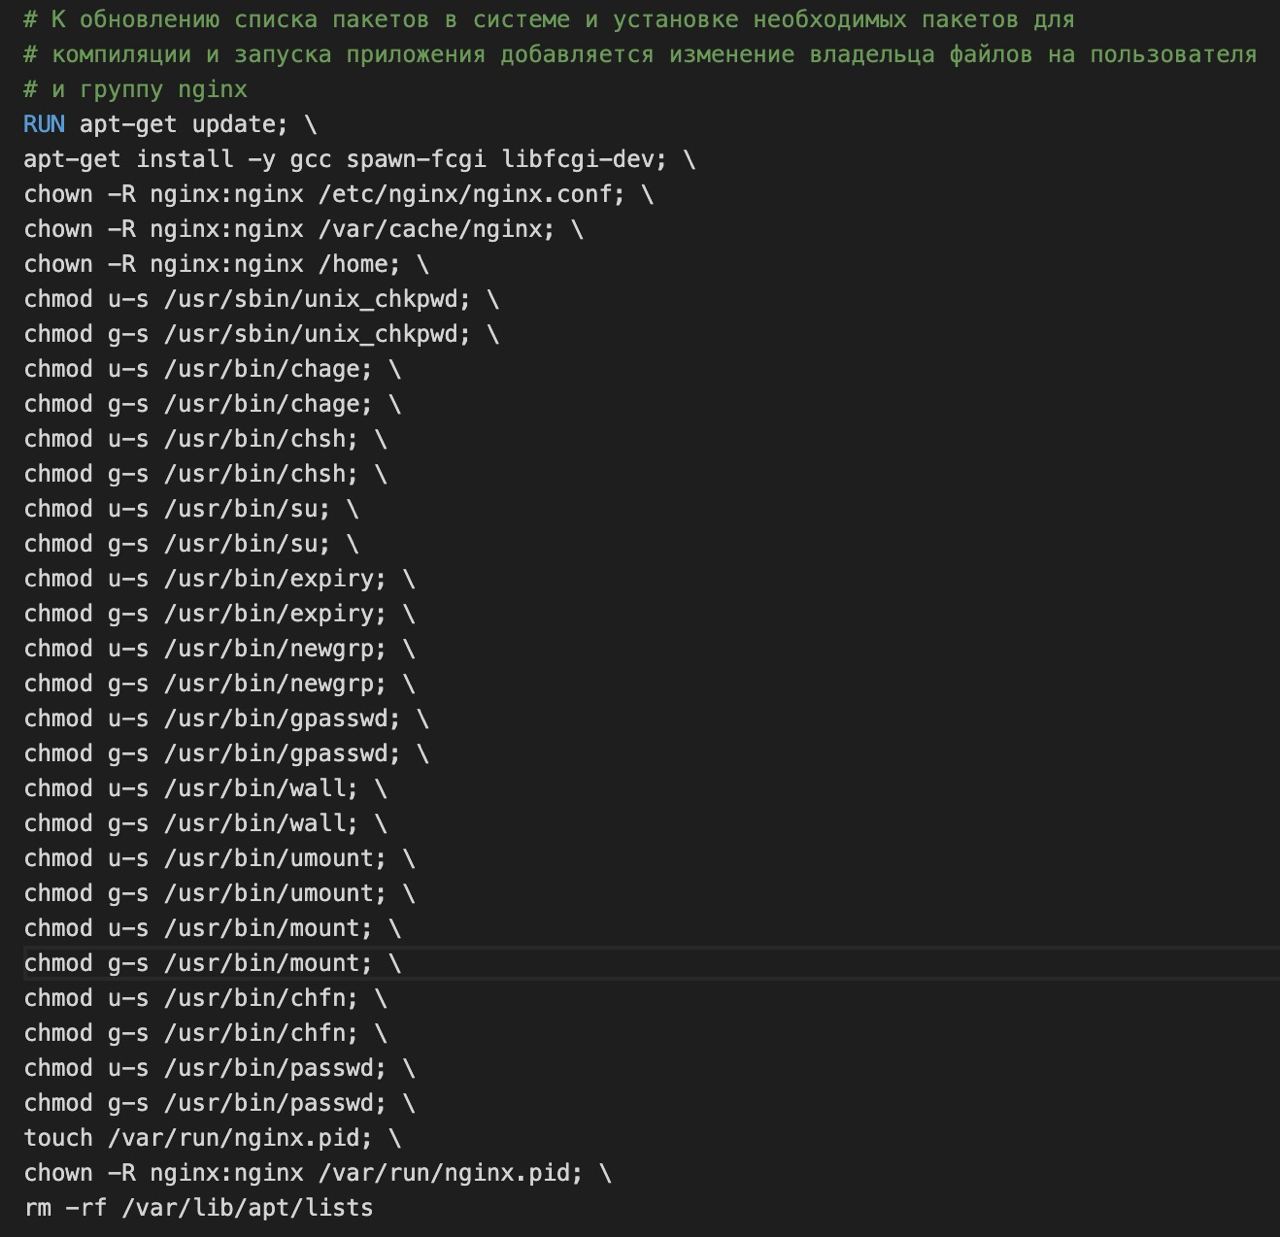 # К обновлению списка пакетов в системе и установке необходимых пакетов для
# компиляции и запуска приложения добавляется изменение владельца файлов на пользователя
# и группу nginx
RUN apt-get update; \
apt-get install -y gcc spawn-fcgi libfcgi-dev; \
chown -R nginx:nginx /etc/nginx/nginx.conf; \
chown -R nginx:nginx /var/cache/nginx; \
chown -R nginx:nginx /home; \
chmod u-s /usr/sbin/unix_chkpwd; \
chmod g-s /usr/sbin/unix_chkpwd; \
chmod u-s /usr/bin/chage; \
chmod g-s /usr/bin/chage; \
chmod u-s /usr/bin/chsh; \
chmod g-s /usr/bin/chsh; \
chmod u-s /usr/bin/su; \
chmod g-s /usr/bin/su; \
chmod u-s /usr/bin/expiry; \
chmod g-s /usr/bin/expiry; \
chmod u-s /usr/bin/newgrp; \
chmod g-s /usr/bin/newgrp; \
chmod u-s /usr/bin/gpasswd; \
chmod g-s /usr/bin/gpasswd; \
chmod u-s /usr/bin/wall; \
chmod g-s /usr/bin/wall; \
chmod u-s /usr/bin/umount; \
chmod g-s /usr/bin/umount; \
chmod u-s /usr/bin/mount; \
chmod g-s /usr/bin/mount; \
chmod u-s /usr/bin/chfn; \
chmod g-s /usr/bin/chfn; \
chmod u-s /usr/bin/passwd; \
chmod g-s /usr/bin/passwd; \
touch /var/run/nginx.pid; \
chown -R nginx:nginx /var/run/nginx.pid; \
rm -rf /var/lib/apt/lists